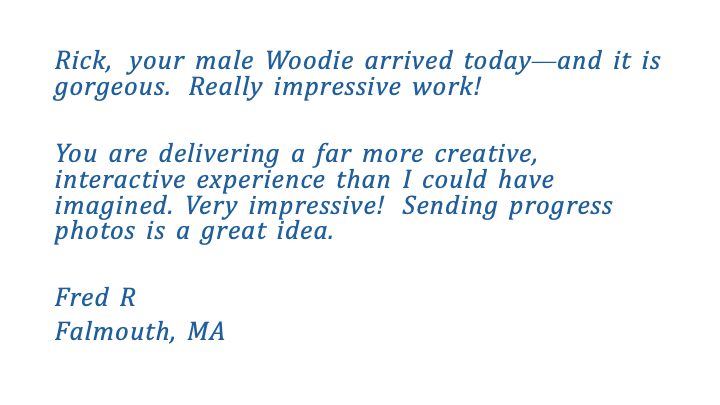 Rick,  your male Woodie arrived today—and it is
gorgeous.  Really impressive work!
You are delivering a far more creative,
interactive experience than I could have
imagined. Very impressive!  Sending progress
photos is a great idea.
Fred R
Falmouth, MA